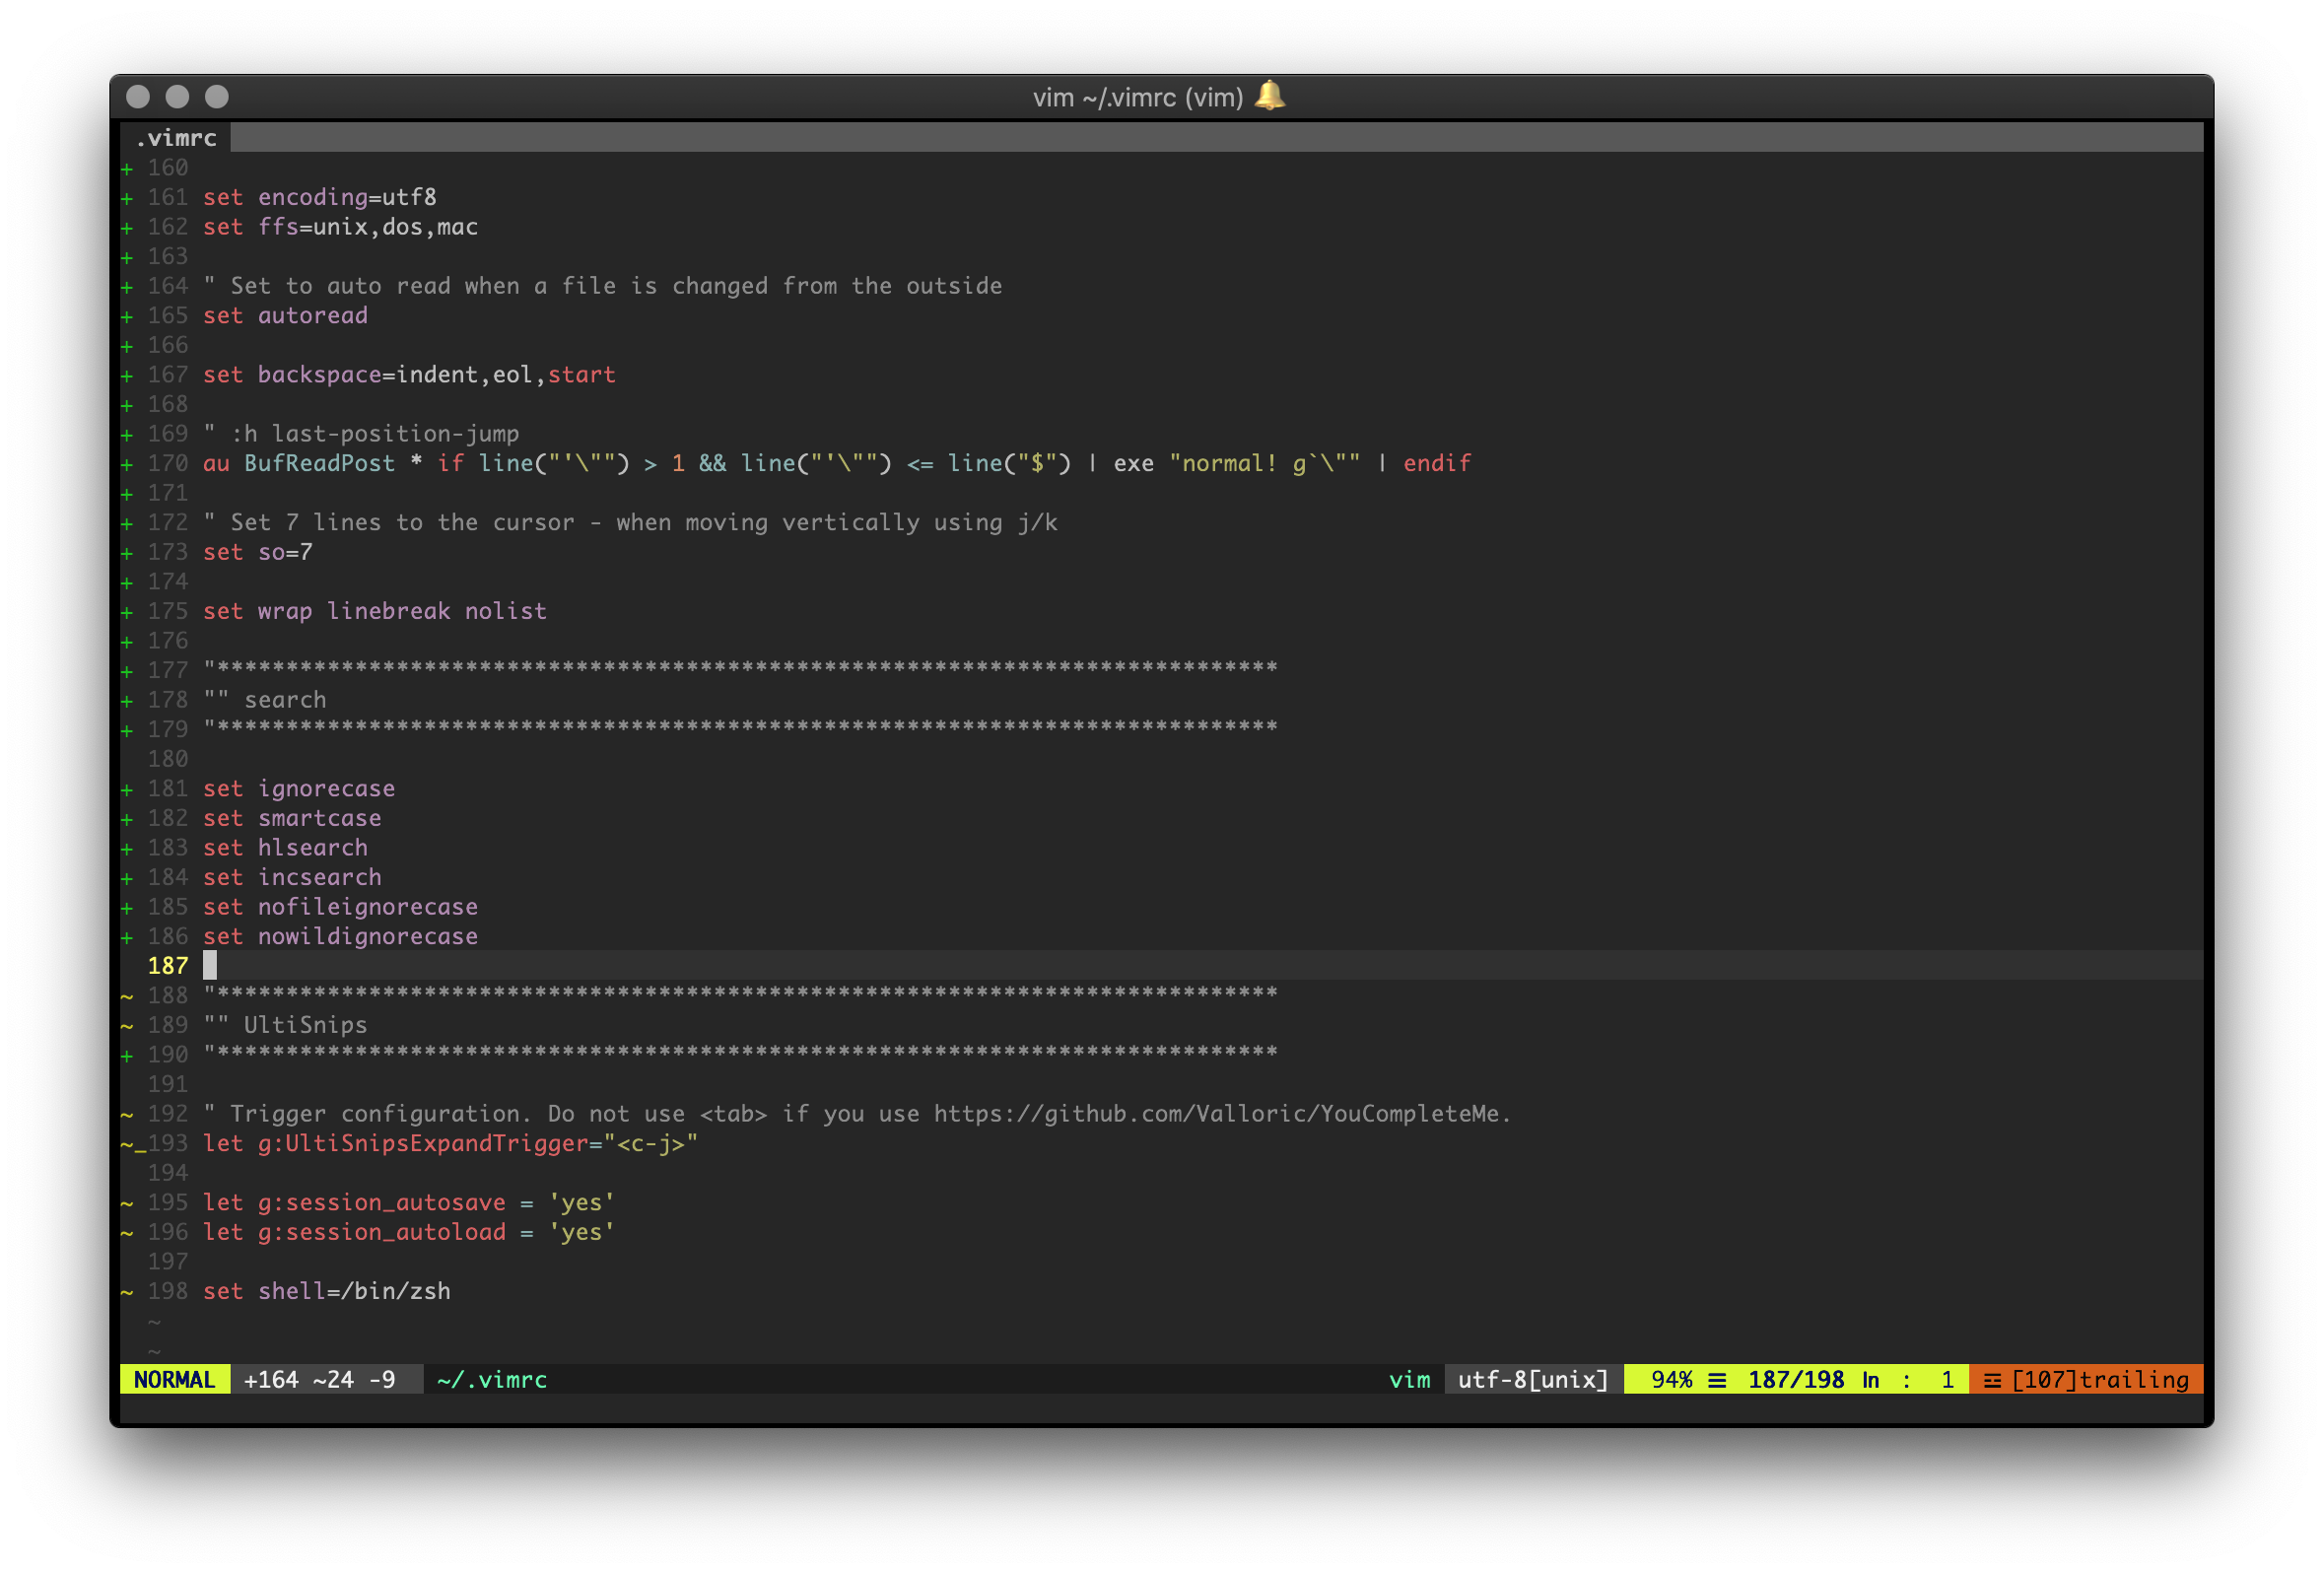 vim ~/.vimrc (vim) 🔔
.vimrc
+ 160
+ 161 set encoding=utf8
+ 162 set ffs=unix,dos,mac
+ 163
+ 164 " Set to auto read when a file is changed from the outside
+ 165 set autoread
+ 166
+ 167 set backspace=indent,eol,start
+ 168
+ 169 " :h last-position-jump
+ 170 au BufReadPost * if line("'\"") > 1 && line("'\"") <= line("$") | exe "normal! g`\"" | endif
+ 171
+ 172 " Set 7 lines to the cursor - when moving vertically using j/k
+ 173 set so=7
+ 174
+ 175 set wrap linebreak nolist
+ 176
+ 177 "*****************************************************************************
+ 178 "" search
+ 179 "*****************************************************************************
180
+ 181 set ignorecase
+ 182 set smartcase
+ 183 set hlsearch
+ 184 set incsearch
+ 185 set nofileignorecase
+ 186 set nowildignorecase
187
~ 188 "*****************************************************************************
~ 189 "" UltiSnips
+ 190 "*****************************************************************************
191
~ 192 " Trigger configuration. Do not use <tab> if you use https://github.com/Valloric/YouCompleteMe.
~_193 let g:UltiSnipsExpandTrigger="<c-j>"
194
~ 195 let g:session_autosave = 'yes'
~ 196 let g:session_autoload = 'yes'
197
~ 198 set shell=/bin/zsh
~
~
NORMAL +164 ~24 -9 ~/.vimrc vim utf-8[unix] 94% ☰ 187/198 ㏑ : 1 ☲ [107]trailing